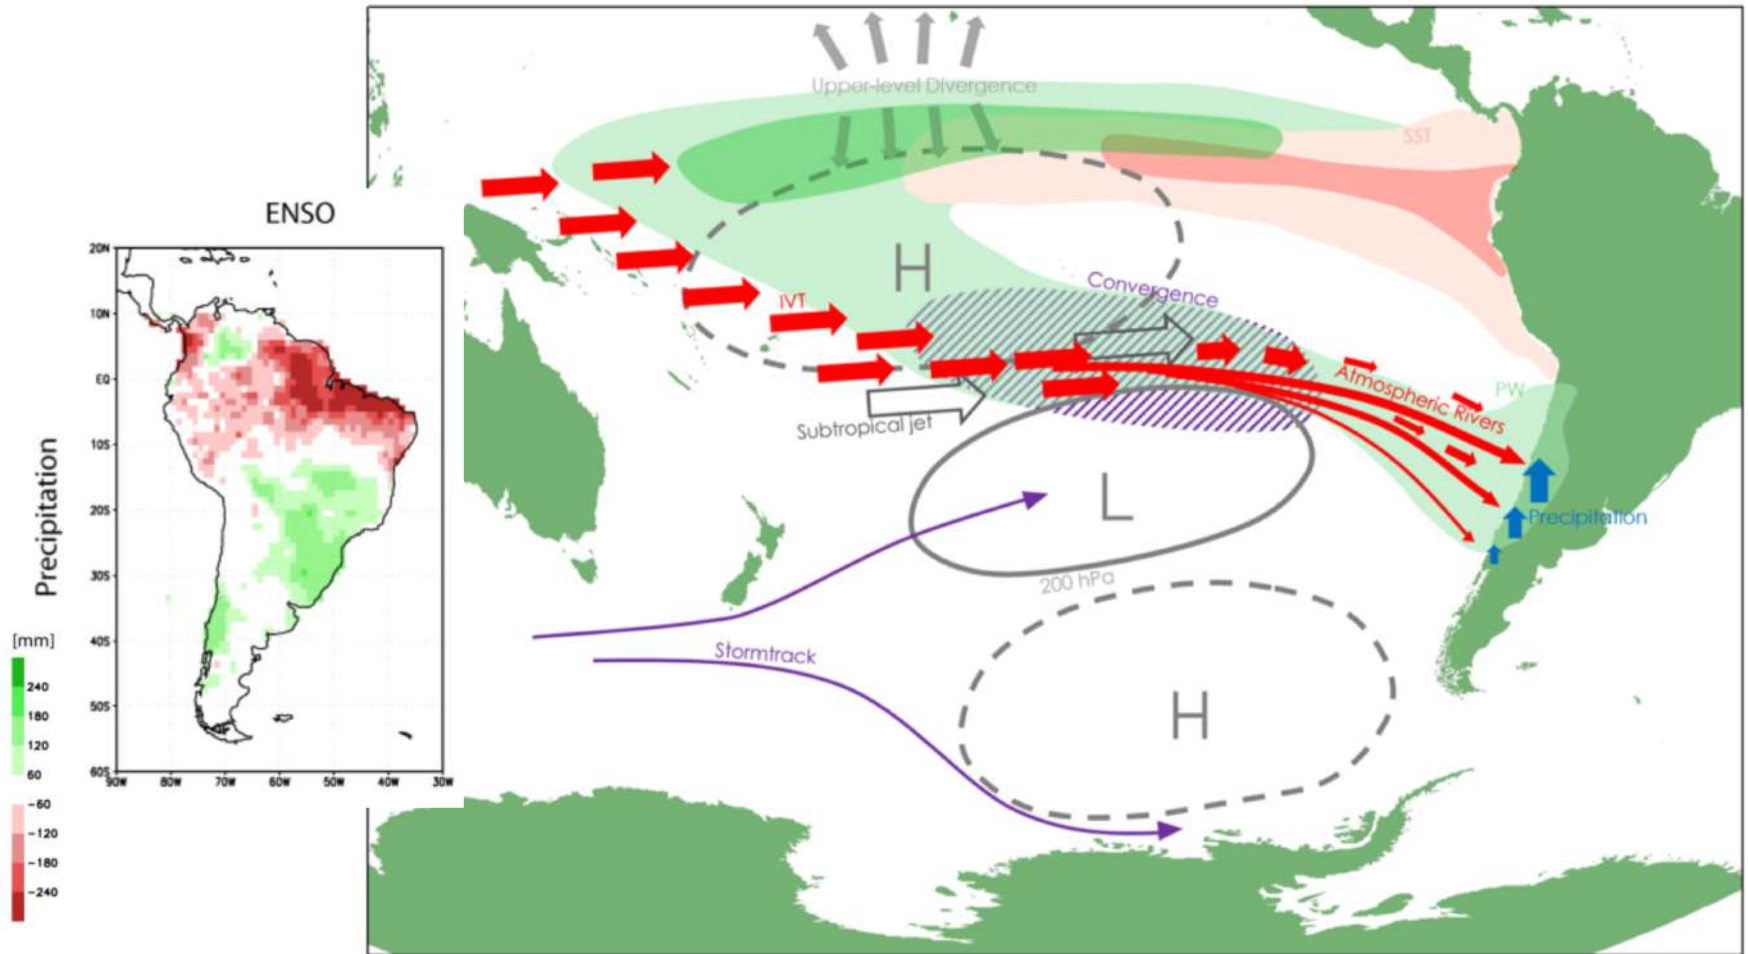 ENSO
Precipitation
[mm]
240
180
120
60
-60
-120
-180
-240
20N
10N
EQ
10S
20S
30S
40S
50S
60S
90W
80W
70W
60W
50W
40W
30W
Upper-level Divergence
SST
H
Convergence
IVT
Atmospheric Rivers
PW
Subtropical jet
L
Precipitation
200 hPa
Stormtrack
H